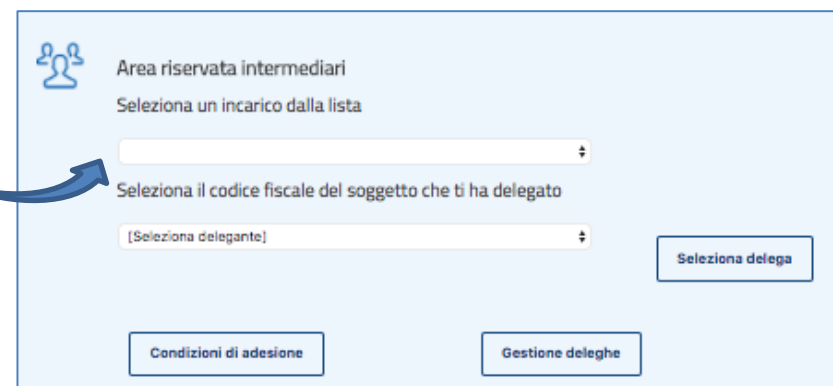 Area riservata intermediari
Seleziona un incarico dalla lista
Seleziona il codice fiscale del soggetto che ti ha delegato
[Seleziona delegante]
Seleziona delega
Condizioni di adesione
Gestione deleghe